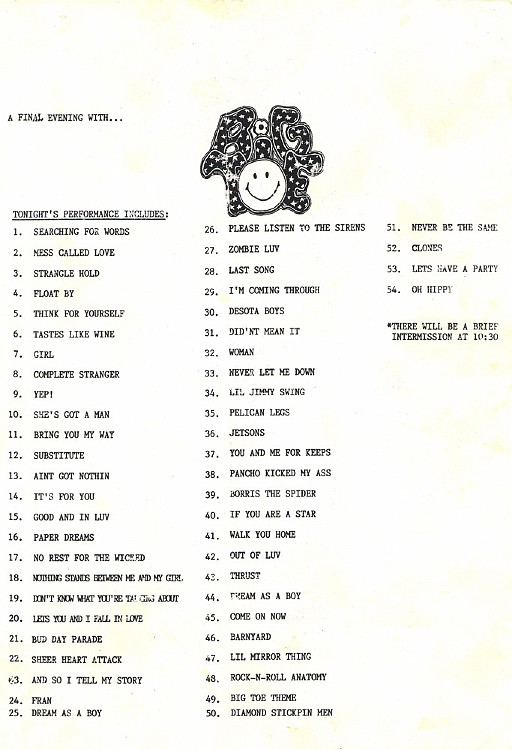 A FINAL EVENING WITH...
BIG TOE
TONIGHT'S PERFORMANCE INCLUDES:
1. SEARCHING FOR WORDS
2. MESS CALLED LOVE
3. STRANGLE HOLD
4. FLOAT BY
5. THINK FOR YOURSELF
6. TASTES LIKE WINE
7. GIRL
8. COMPLETE STRANGER
9. YEP!
10. SHE'S GOT A MAN
11. BRING YOU MY WAY
12. SUBSTITUTE
13. AINT GOT NOTHIN
14. IT'S FOR YOU
15. GOOD AND IN LUV
16. PAPER DREAMS
17. NO REST FOR THE WICKED
18. NOTHING STANDS BETWEEN ME AND MY GIRL
19. DON'T KNOW WHAT YOU'RE TALKING ABOUT
20. LETS YOU AND I FALL IN LOVE
21. BUD DAY PARADE
22. SHEER HEART ATTACK
23. AND SO I TELL MY STORY
24. FRAN
25. DREAM AS A BOY
26. PLEASE LISTEN TO THE SIRENS
27. ZOMBIE LUV
28. LAST SONG
29. I'M COMING THROUGH
30. DESOTA BOYS
31. DID'NT MEAN IT
32. WOMAN
33. NEVER LET ME DOWN
34. LIL JIMMY SWING
35. PELICAN LEGS
36. JETSONS
37. YOU AND ME FOR KEEPS
38. PANCHO KICKED MY ASS
39. BORRIS THE SPIDER
40. IF YOU ARE A STAR
41. WALK YOU HOME
42. OUT OF LUV
43. THRUST
44. DREAM AS A BOY
45. COME ON NOW
46. BARNYARD
47. LIL MIRROR THING
48. ROCK-N-ROLL ANATOMY
49. BIG TOE THEME
50. DIAMOND STICKPIN MEN
51. NEVER BE THE SAME
52. CLONES
53. LETS HAVE A PARTY
54. OH HIPPY
*THERE WILL BE A BRIEF
INTERMISSION AT 10:30